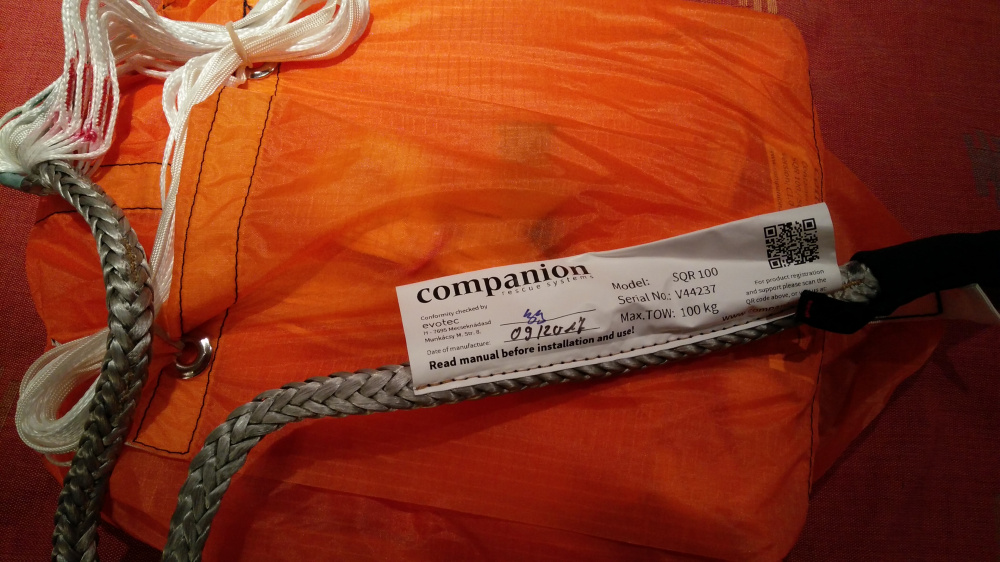 companion
rescue systems
Conformity checked by
evotec
H - 7695 Mecseknádasd
Munkácsy M. Str. 8.
Date of manufacture: 09/2017
Read manual before installation and use!
Model: SQR 100
Serial No.: V44237
Max.TOW: 100 kg
For product registration
and support please scan the
QR code above, or